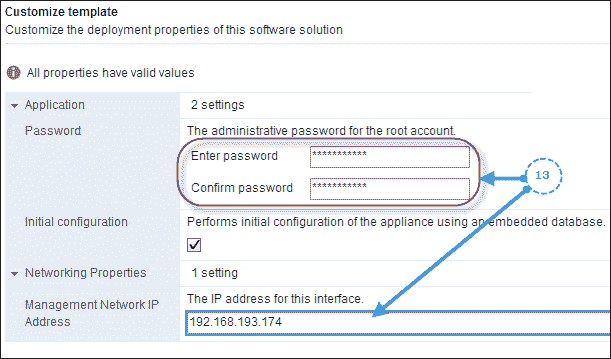 Customize template
Customize the deployment properties of this software solution
All properties have valid values
Application 2 settings
Password The administrative password for the root account.
Enter password ***********
Confirm password ***********
13
Initial configuration Performs initial configuration of the appliance using an embedded database.
Networking Properties 1 setting
Management Network IP Address The IP address for this interface.
192.168.193.174